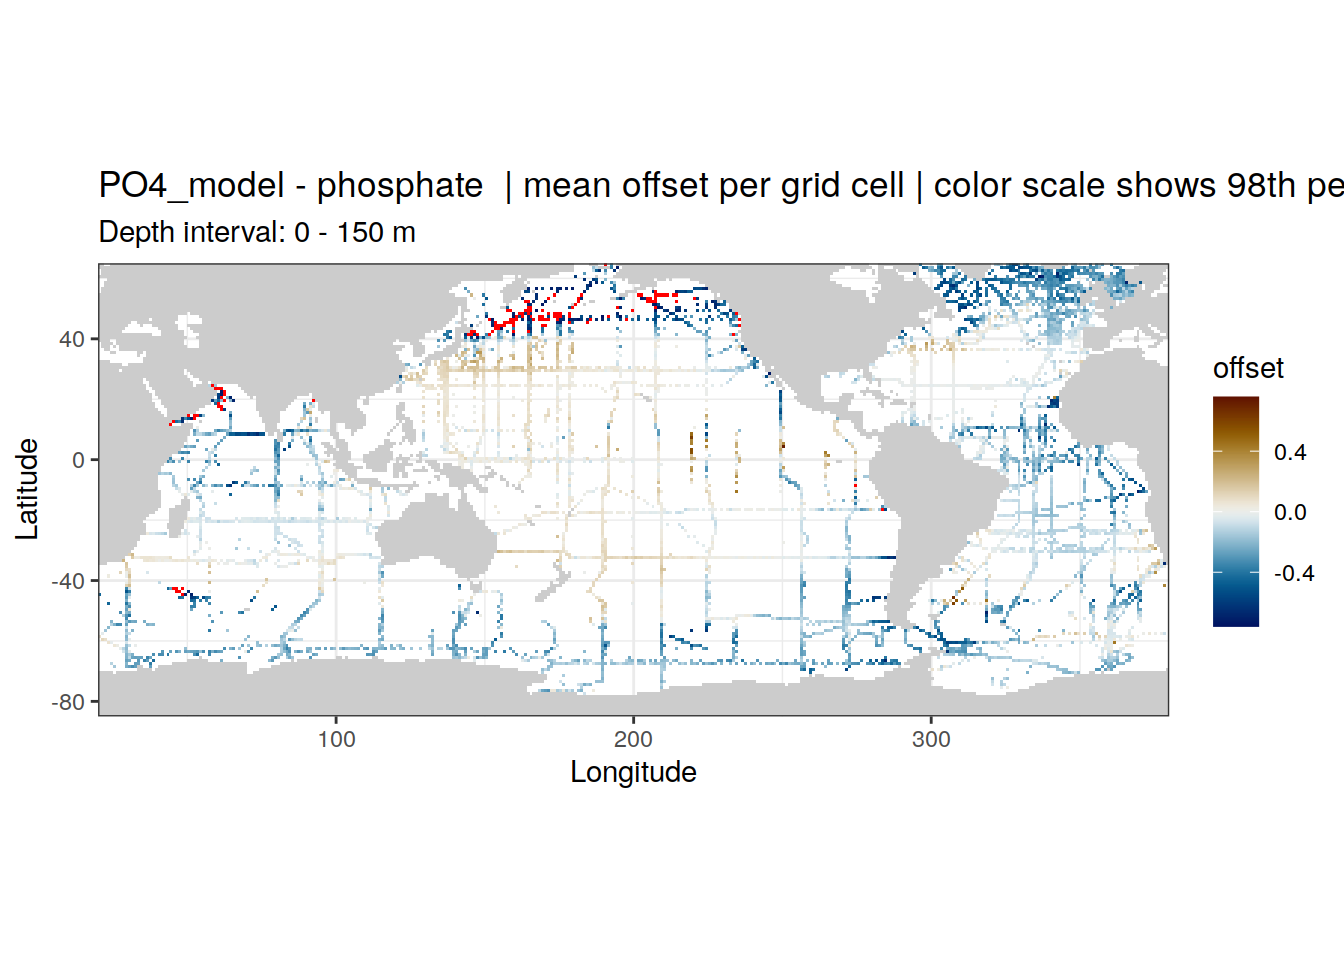 PO4_model - phosphate  | mean offset per grid cell | color scale shows 98th pe
Depth interval: 0 - 150 m
offset
40
0
-40
-80
0.4
0.0
-0.4
100
200
300
Latitude
Longitude